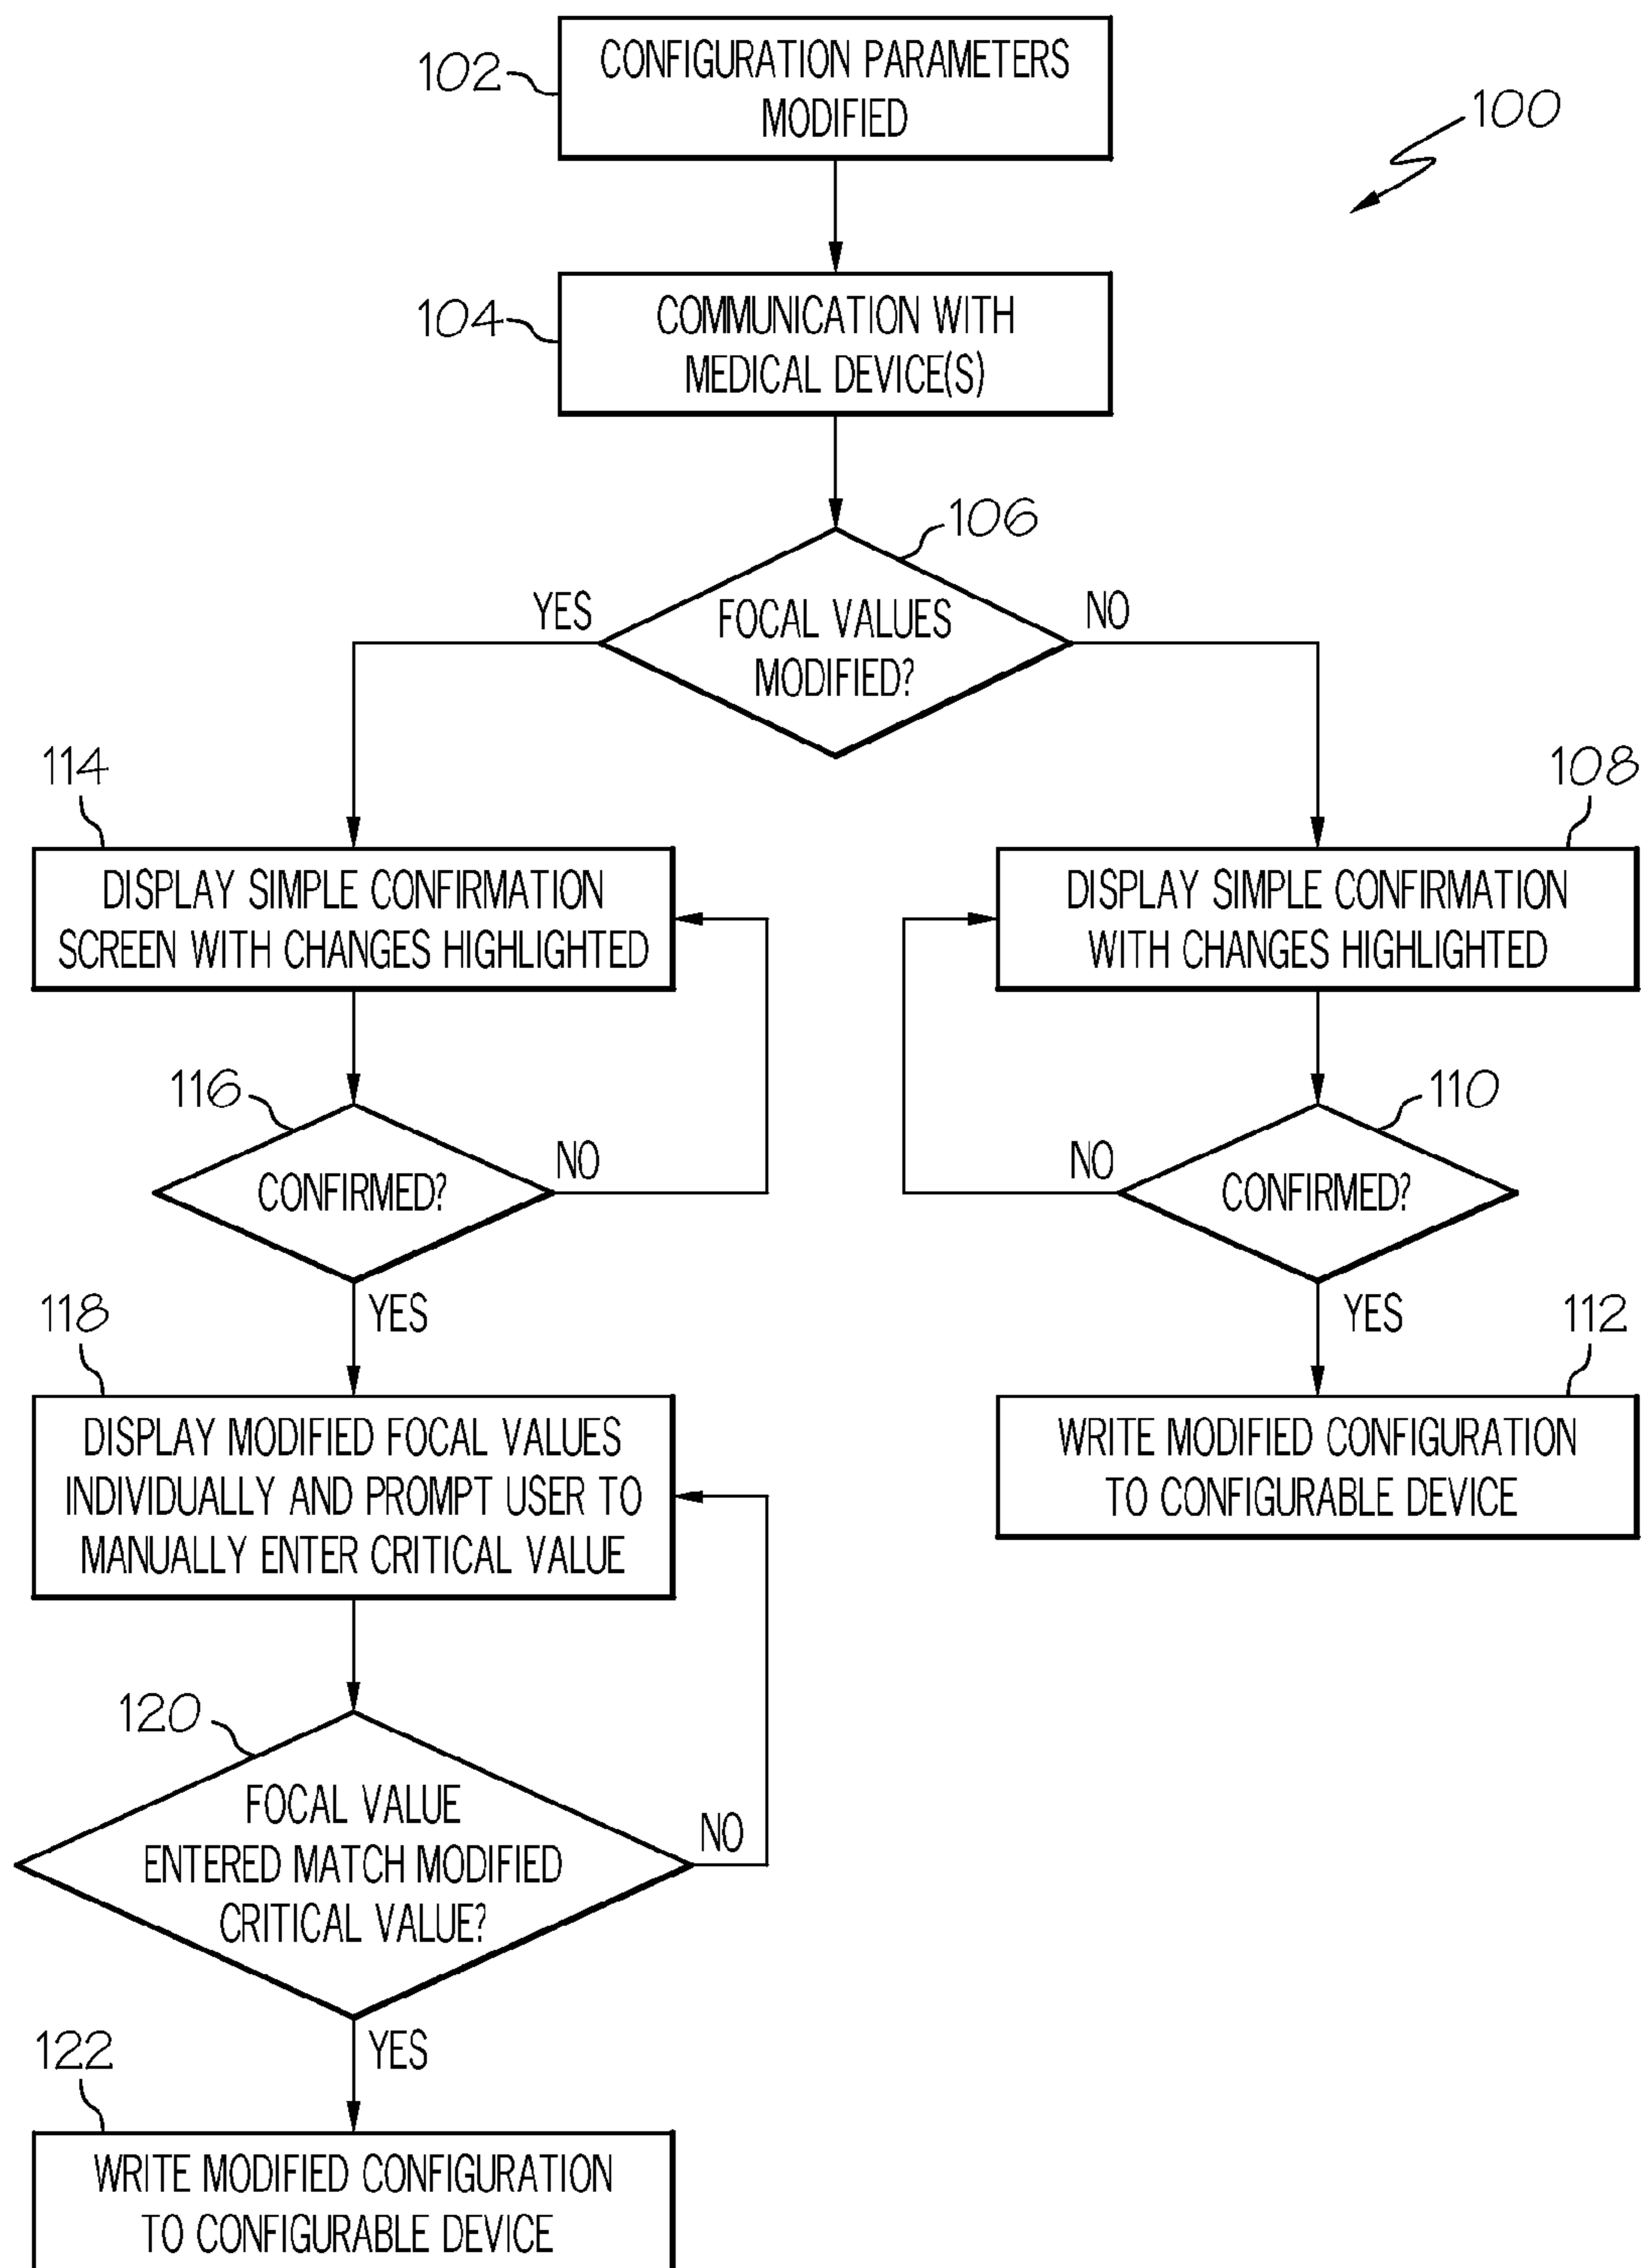 102
CONFIGURATION PARAMETERS
MODIFIED
100
104
COMMUNICATION WITH
MEDICAL DEVICE(S)
106
YES
FOCAL VALUES
MODIFIED?
NO
114
DISPLAY SIMPLE CONFIRMATION
SCREEN WITH CHANGES HIGHLIGHTED
108
DISPLAY SIMPLE CONFIRMATION
WITH CHANGES HIGHLIGHTED
116
CONFIRMED?
NO
YES
110
NO
CONFIRMED?
YES
118
DISPLAY MODIFIED FOCAL VALUES
INDIVIDUALLY AND PROMPT USER TO
MANUALLY ENTER CRITICAL VALUE
112
WRITE MODIFIED CONFIGURATION
TO CONFIGURABLE DEVICE
120
FOCAL VALUE
ENTERED MATCH MODIFIED
CRITICAL VALUE?
NO
YES
122
WRITE MODIFIED CONFIGURATION
TO CONFIGURABLE DEVICE